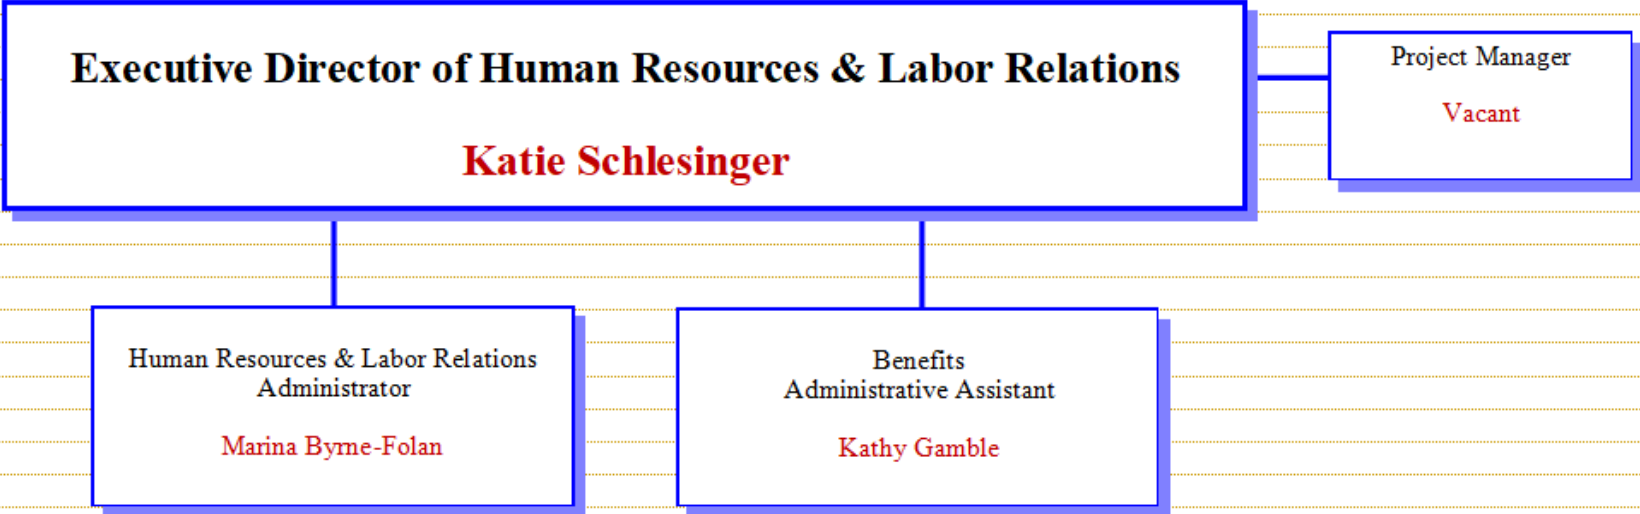 Executive Director of Human Resources & Labor Relations
Katie Schlesinger
Project Manager
Vacant
Human Resources & Labor Relations
Administrator
Marina Byrne-Folan
Benefits
Administrative Assistant
Kathy Gamble